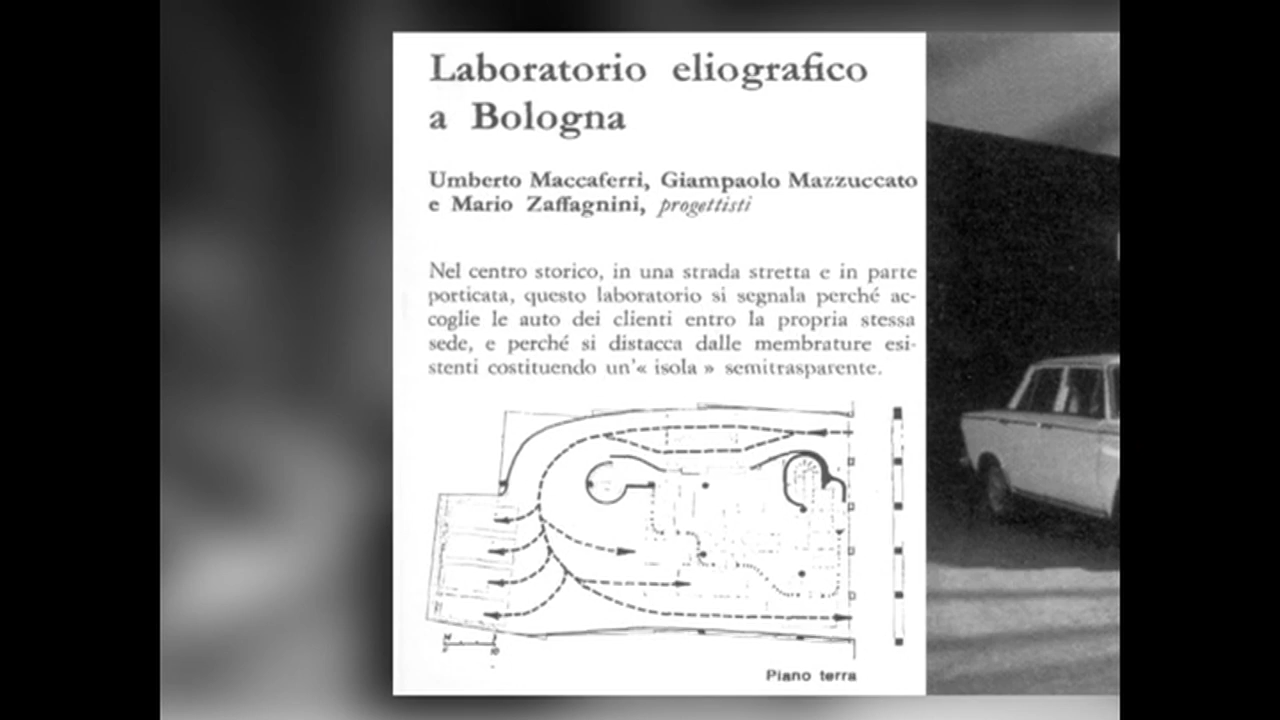 Laboratorio eliografico
a Bologna
Umberto Maccaferri, Giampaolo Mazzuccato
e Mario Zaffagnini, progettisti
Nel centro storico, in una strada stretta e in parte
porticata, questo laboratorio si segnala perché ac-
coglie le auto dei clienti entro la propria stessa
sede, e perché si distacca dalle membrature esi-
stenti costituendo un'« isola » semitrasparente.
Piano terra